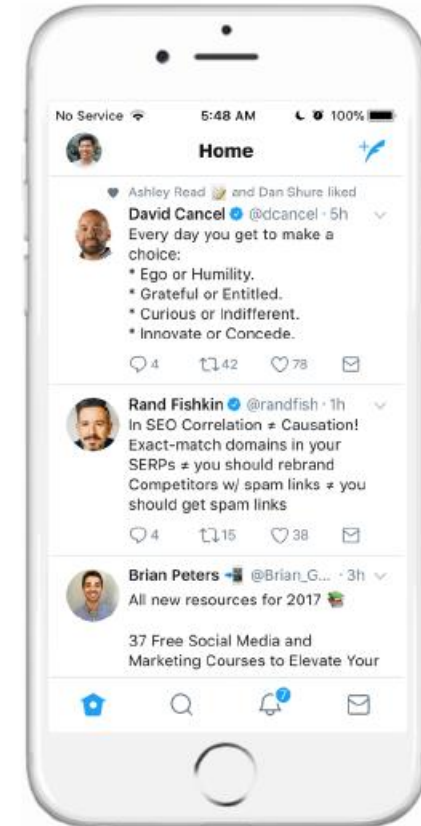 No Service 5:48 AM 100%
Home
Ashley Read 📝 and Dan Shure liked
David Cancel @dcancel · 5h
Every day you get to make a
choice:
* Ego or Humility.
* Grateful or Entitled.
* Curious or Indifferent.
* Innovate or Concede.
4 42 78
Rand Fishkin @randfish · 1h
In SEO Correlation ≠ Causation!
Exact-match domains in your
SERPs ≠ you should rebrand
Competitors w/ spam links ≠ you
should get spam links
4 15 38
Brian Peters 📲 @Brian_G... · 3h
All new resources for 2017 📚
37 Free Social Media and
Marketing Courses to Elevate Your
7